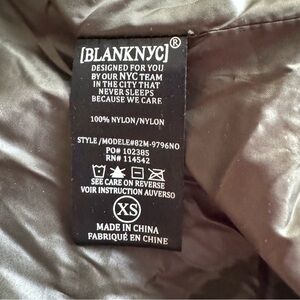 [BLANKNYC]®
DESIGNED FOR YOU
BY OUR NYC TEAM
IN THE CITY THAT
NEVER SLEEPS
BECAUSE WE CARE
100% NYLON/NYLON
STYLE/MODELE#82M-9796NO
PO# 102385
RN# 114542
SEE CARE ON REVERSE
VOIR INSTRUCTION AUVERSO
XS
MADE IN CHINA
FABRIQUÉ EN CHINE